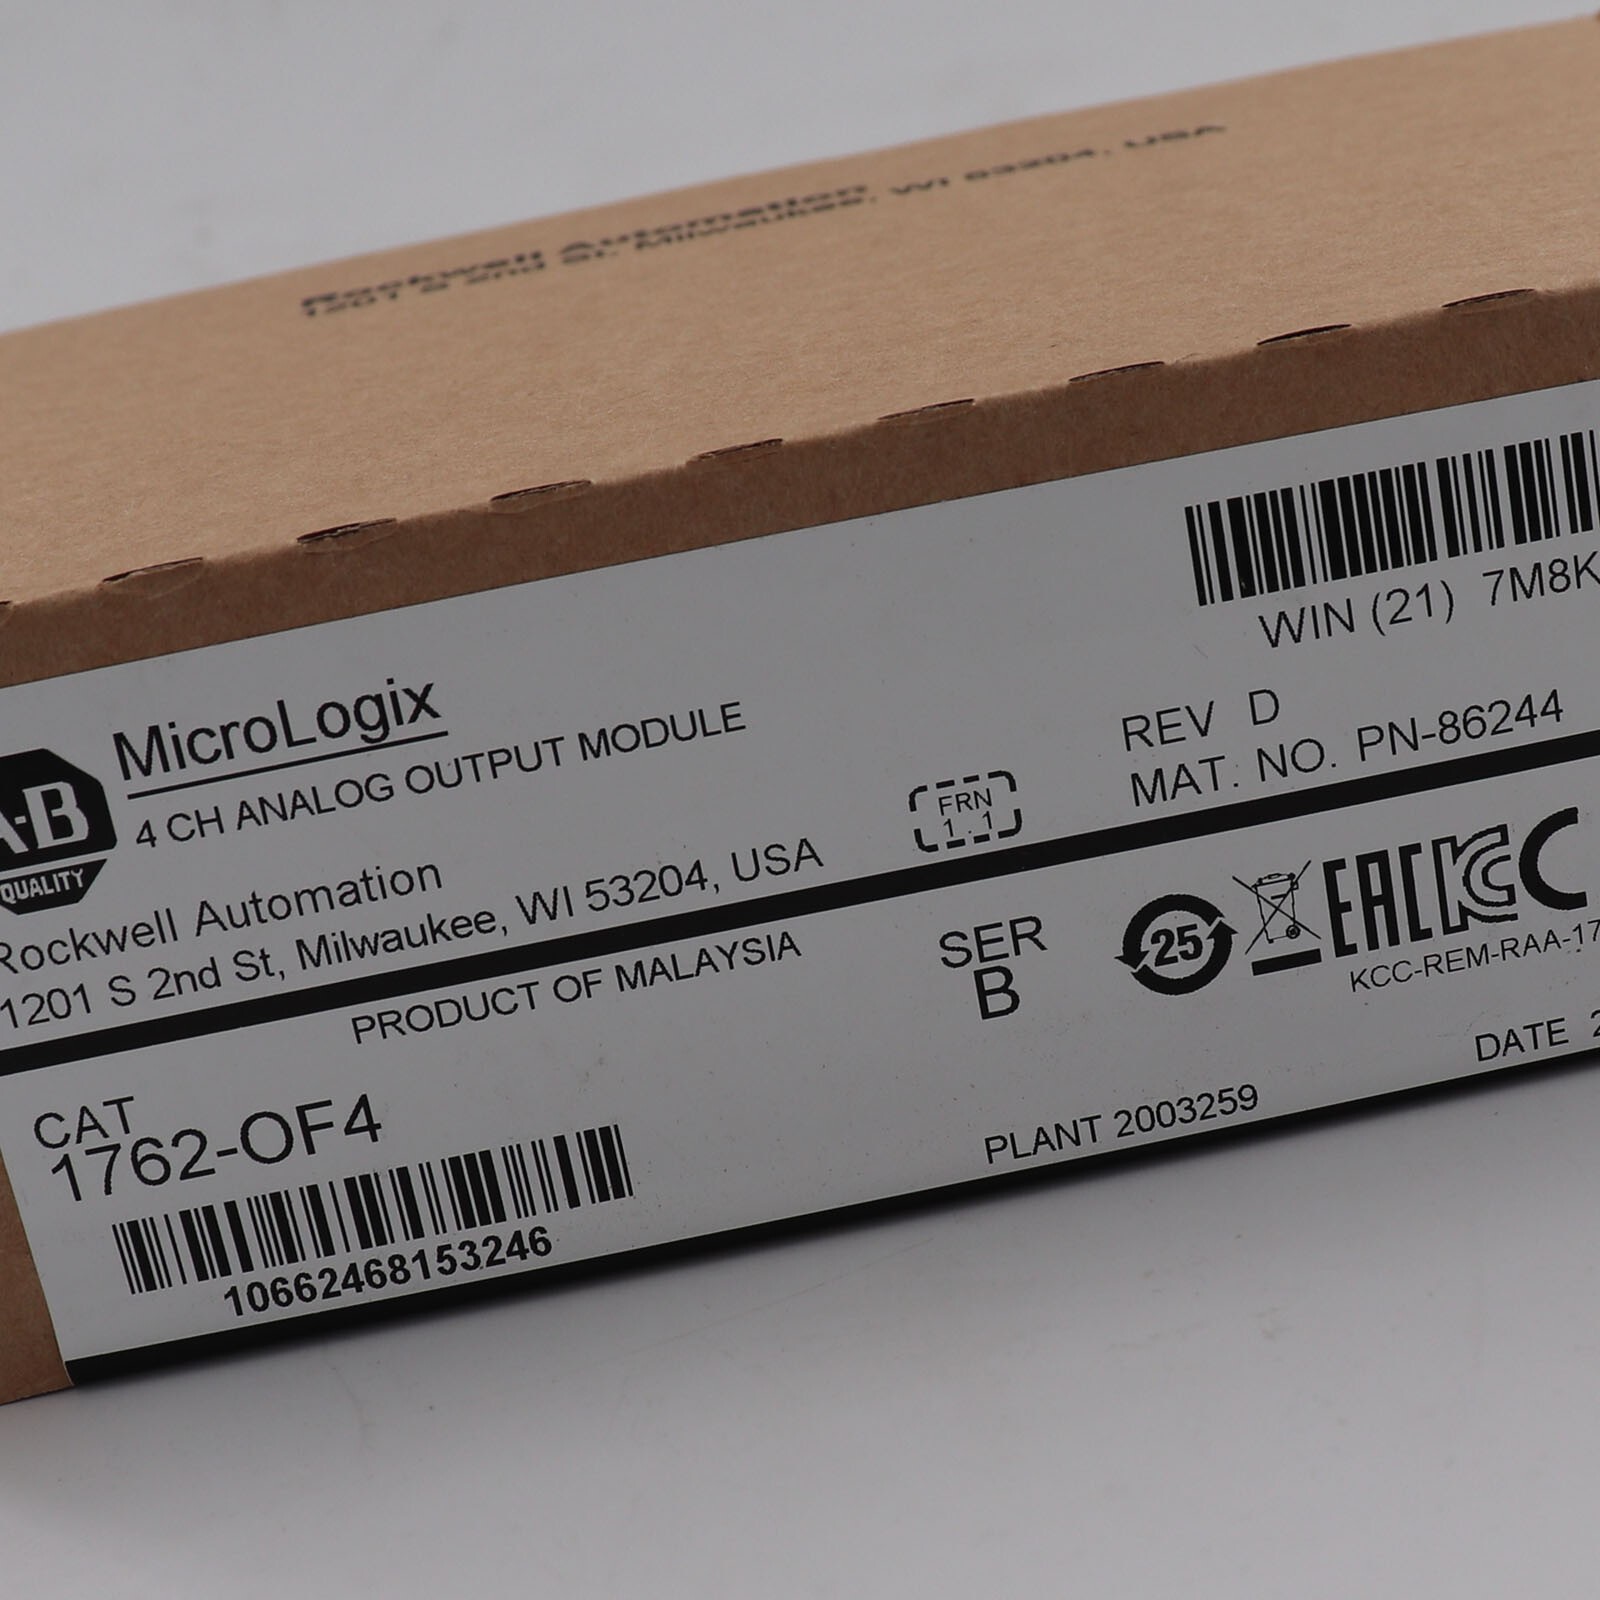 Rockwell Automation
1201 S 2nd St, Milwaukee, WI 53204, USA
WIN (21) 7M8K
A-B
QUALITY
MicroLogix
4 CH ANALOG OUTPUT MODULE
Rockwell Automation
1201 S 2nd St, Milwaukee, WI 53204, USA
FRN
1.1
REV D
MAT. NO. PN-86244
PRODUCT OF MALAYSIA
SER
B
25
EAC
KCC-REM-RAA-17
DATE 2
CAT
1762-OF4
10662468153246
PLANT 2003259